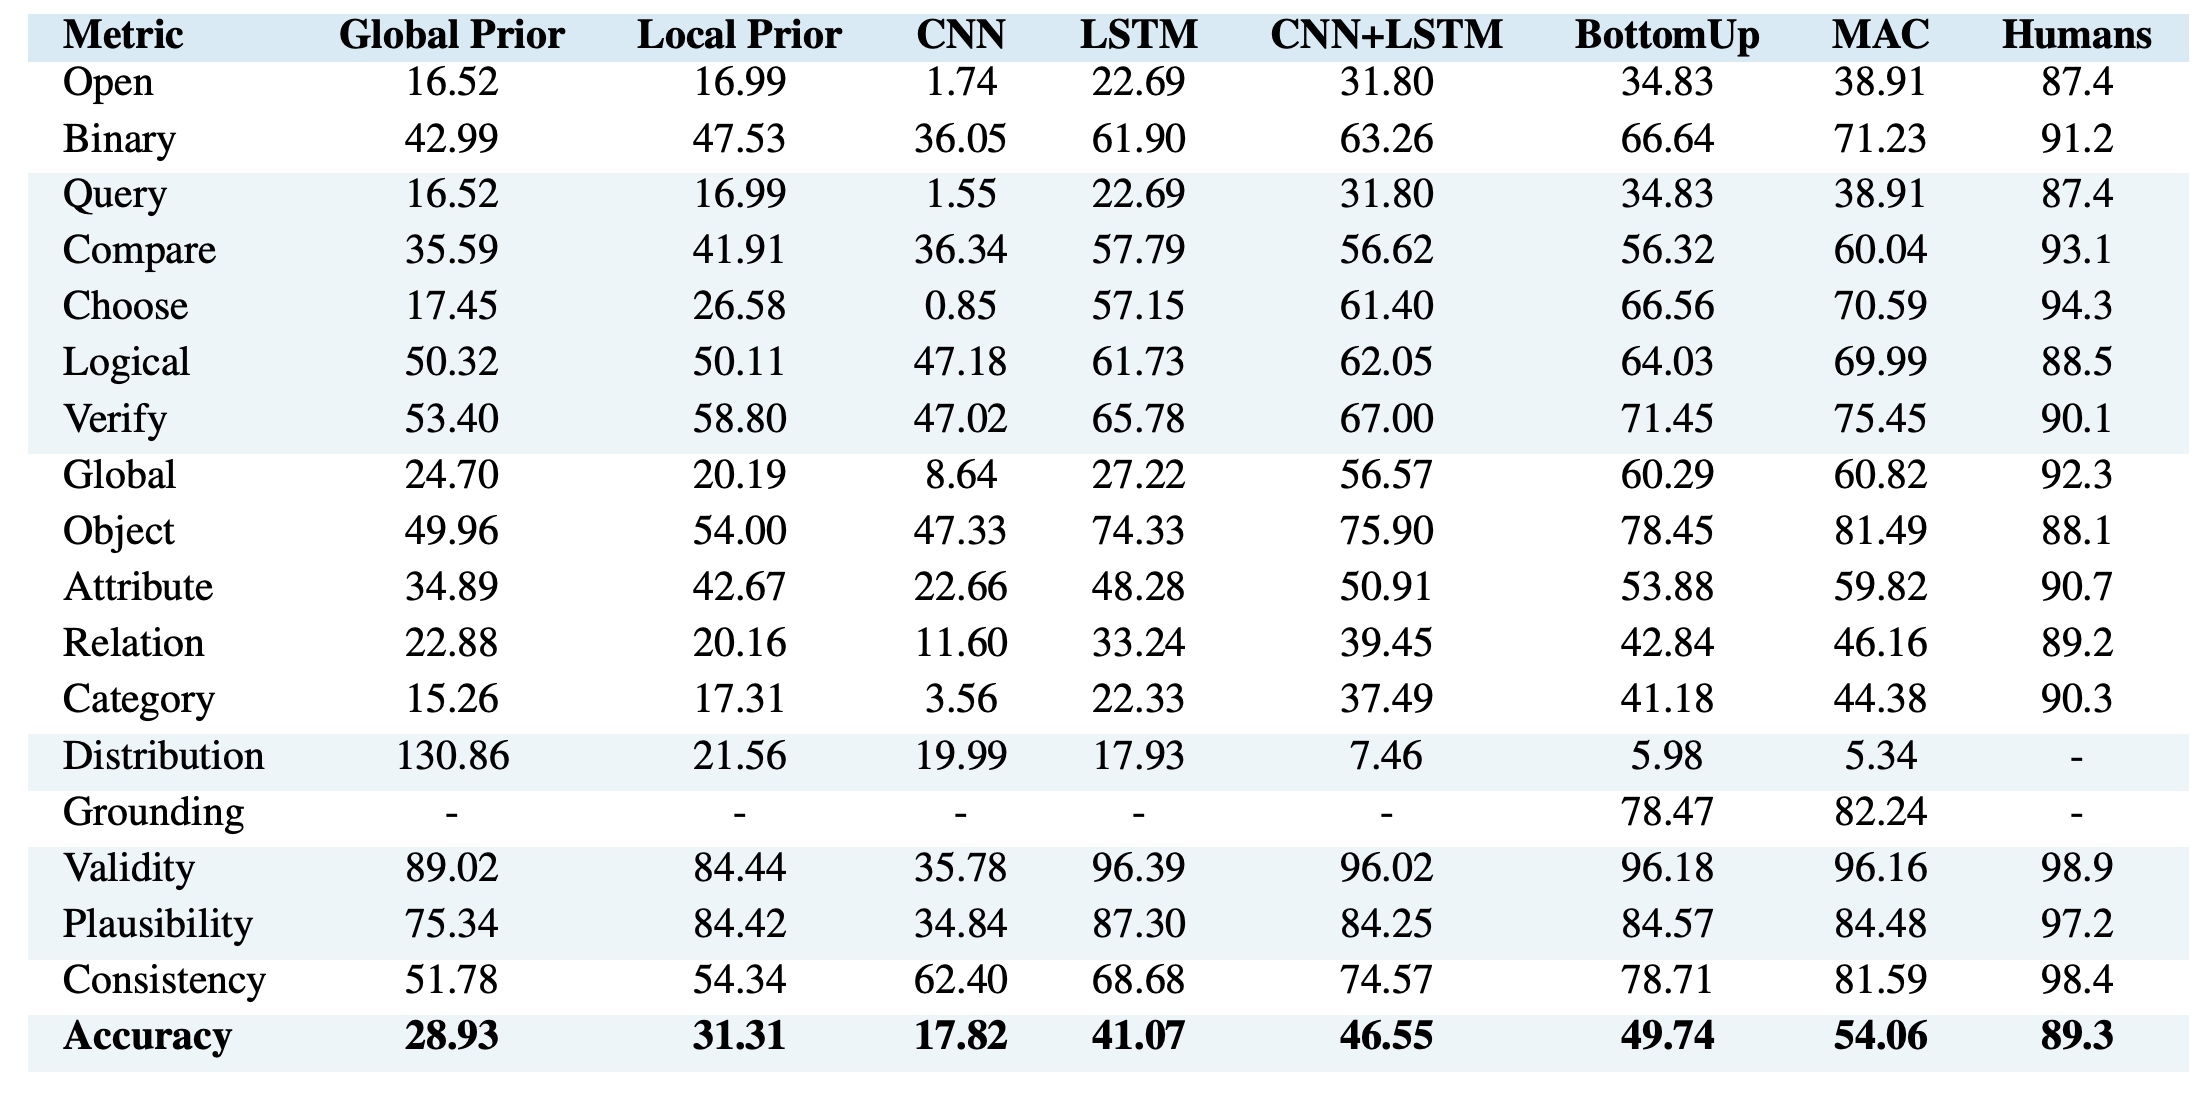 Metric Global Prior Local Prior CNN LSTM CNN+LSTM BottomUp MAC Humans
Open 16.52 16.99 1.74 22.69 31.80 34.83 38.91 87.4
Binary 42.99 47.53 36.05 61.90 63.26 66.64 71.23 91.2
Query 16.52 16.99 1.55 22.69 31.80 34.83 38.91 87.4
Compare 35.59 41.91 36.34 57.79 56.62 56.32 60.04 93.1
Choose 17.45 26.58 0.85 57.15 61.40 66.56 70.59 94.3
Logical 50.32 50.11 47.18 61.73 62.05 64.03 69.99 88.5
Verify 53.40 58.80 47.02 65.78 67.00 71.45 75.45 90.1
Global 24.70 20.19 8.64 27.22 56.57 60.29 60.82 92.3
Object 49.96 54.00 47.33 74.33 75.90 78.45 81.49 88.1
Attribute 34.89 42.67 22.66 48.28 50.91 53.88 59.82 90.7
Relation 22.88 20.16 11.60 33.24 39.45 42.84 46.16 89.2
Category 15.26 17.31 3.56 22.33 37.49 41.18 44.38 90.3
Distribution 130.86 21.56 19.99 17.93 7.46 5.98 5.34 -
Grounding - - - - - 78.47 82.24 -
Validity 89.02 84.44 35.78 96.39 96.02 96.18 96.16 98.9
Plausibility 75.34 84.42 34.84 87.30 84.25 84.57 84.48 97.2
Consistency 51.78 54.34 62.40 68.68 74.57 78.71 81.59 98.4
Accuracy 28.93 31.31 17.82 41.07 46.55 49.74 54.06 89.3